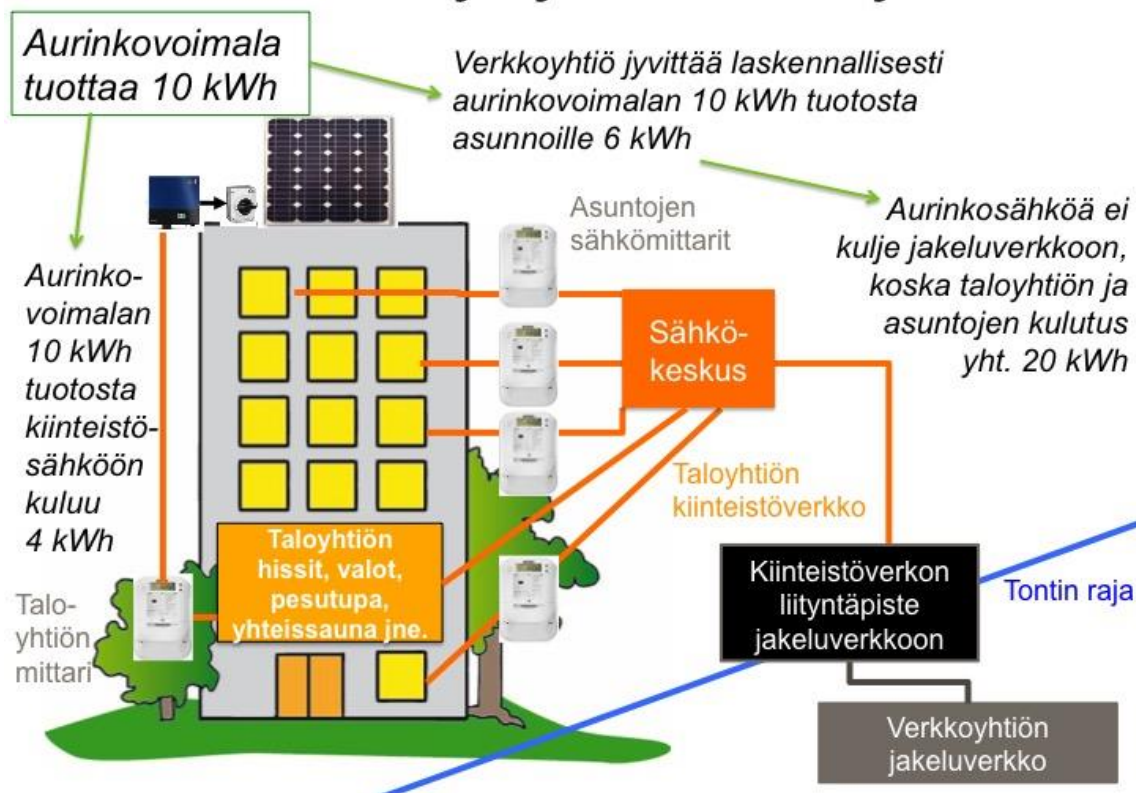 Aurinkovoimala
tuottaa 10 kWh
Verkkoyhtiö jyvittää laskennallisesti
aurinkovoimalan 10 kWh tuotosta
asunnoille 6 kWh
Asuntojen
sähkömittarit
Aurinkosähköä ei
kulje jakeluverkkoon,
koska taloyhtiön ja
asuntojen kulutus
yht. 20 kWh
Aurinko-
voimalan
10 kWh
tuotosta
kiinteistö-
sähköön
kuluu
4 kWh
Sähkö-
keskus
Taloyhtiön
kiinteistöverkko
Taloyhtiön
hissit, valot,
pesutupa,
yhteissauna jne.
Talo-
yhtiön
mittari
Kiinteistöverkon
liityntäpiste
jakeluverkkoon
Tontin raja
Verkkoyhtiön
jakeluverkko